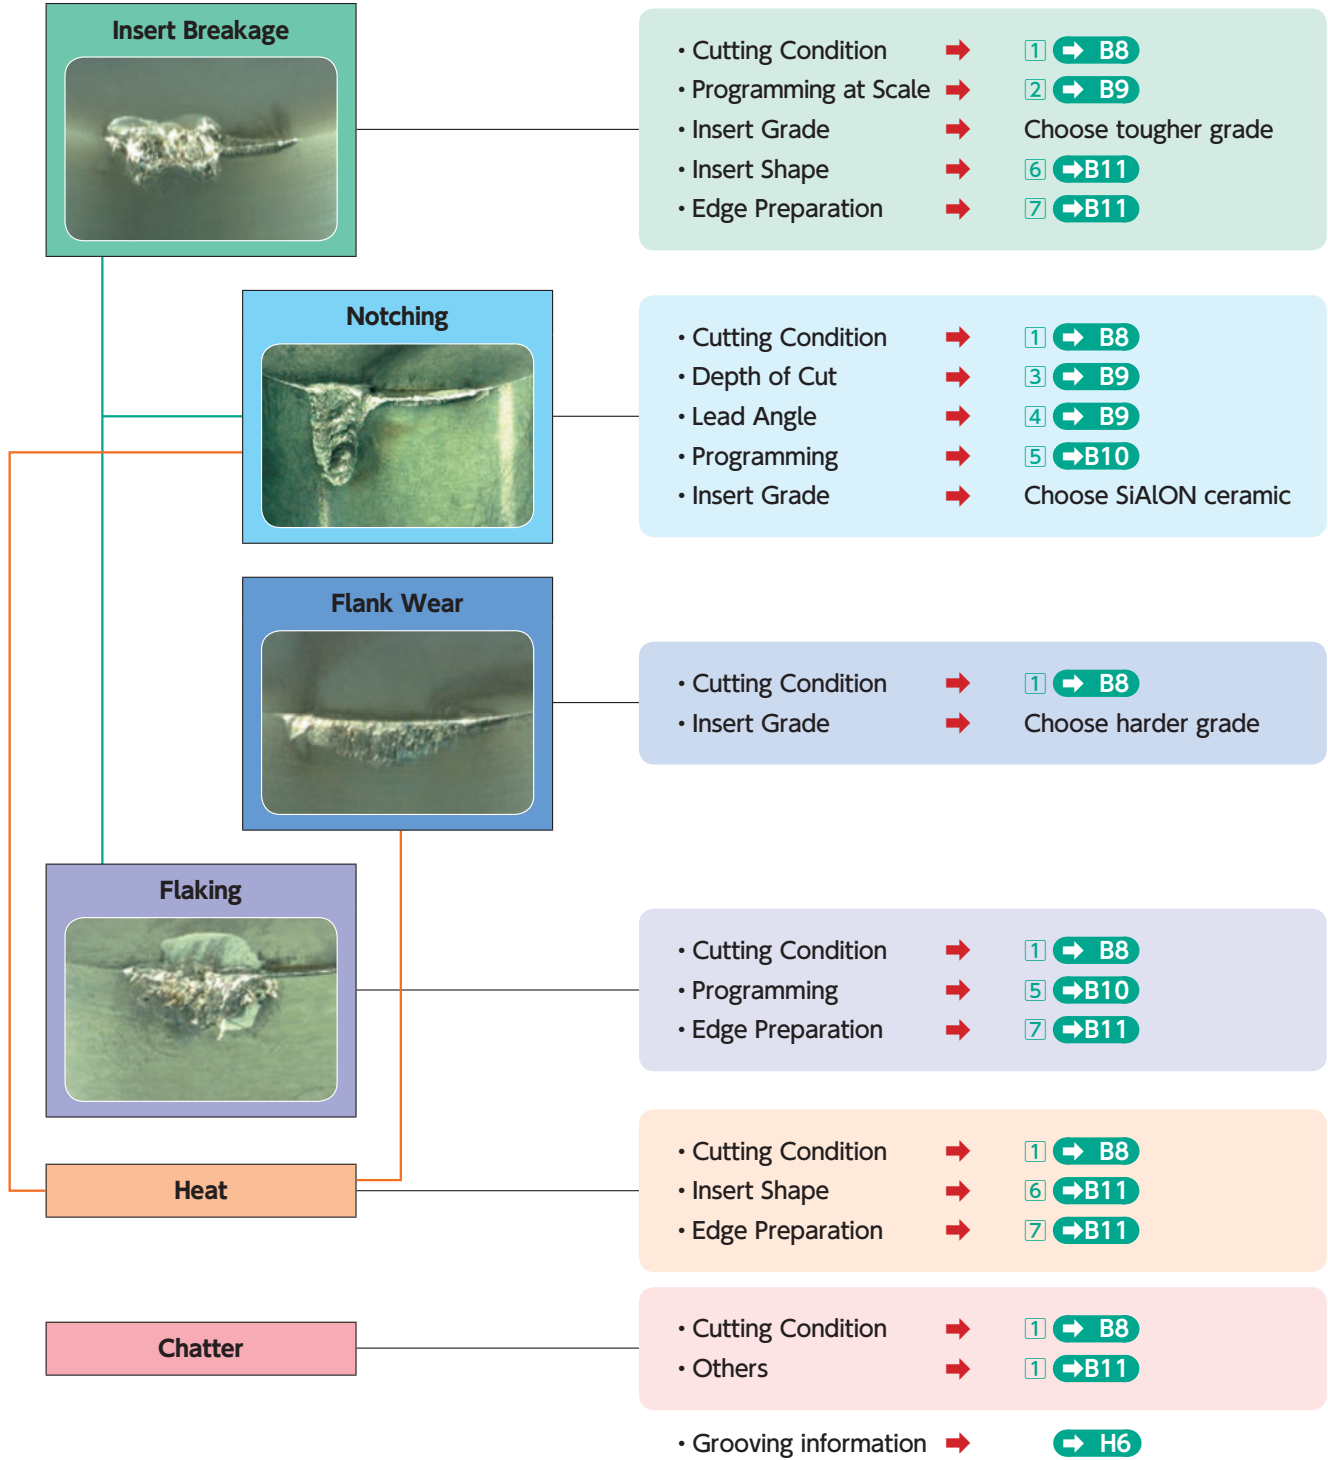 Insert Breakage
• Cutting Condition ➡ 1 ➡ B8
• Programming at Scale ➡ 2 ➡ B9
• Insert Grade ➡ Choose tougher grade
• Insert Shape ➡ 6 ➡B11
• Edge Preparation ➡ 7 ➡B11
Notching
• Cutting Condition ➡ 1 ➡ B8
• Depth of Cut ➡ 3 ➡ B9
• Lead Angle ➡ 4 ➡ B9
• Programming ➡ 5 ➡B10
• Insert Grade ➡ Choose SiAlON ceramic
Flank Wear
• Cutting Condition ➡ 1 ➡ B8
• Insert Grade ➡ Choose harder grade
Flaking
• Cutting Condition ➡ 1 ➡ B8
• Programming ➡ 5 ➡B10
• Edge Preparation ➡ 7 ➡B11
Heat
• Cutting Condition ➡ 1 ➡ B8
• Insert Shape ➡ 6 ➡B11
• Edge Preparation ➡ 7 ➡B11
Chatter
• Cutting Condition ➡ 1 ➡ B8
• Others ➡ 1 ➡B11
• Grooving information ➡ ➡ H6